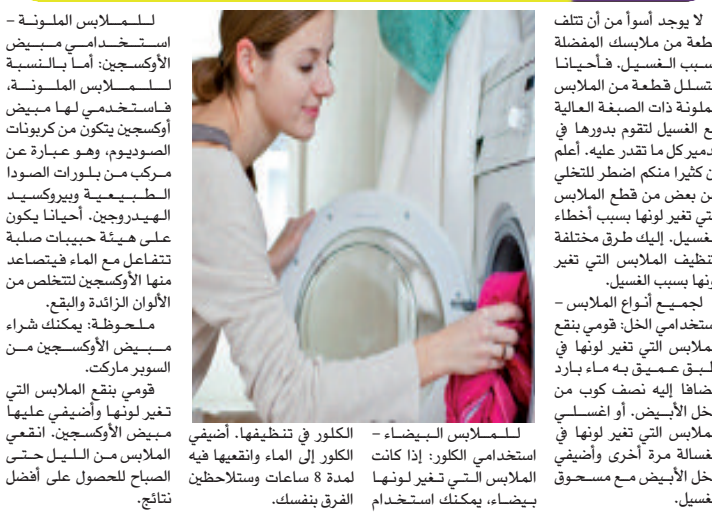 لا يوجد أسوأ من أن تتلف
المفضلة ملابسك من قطعة
بسبب الغسيل. فأحيانا
تتسلل قطعة من الملابس
الملونة ذات الصبغة العالية
مع الغسيل لتقوم بدورها في
تدمير كل ما تقدر عليه. أعلم
أن كثيرا منكم اضطر للتخلي
عن بعض من قطع الملابس
التي تغير لونها بسبب أخطاء
الغسيل. إليك طرق مختلفة
لتنظيف الملابس التي تغير
لونها بسبب الغسيل.
لجميع أنواع الملابس –
استخدامي الخل: قومي بنقع
الملابس التي تغير لونها في
طبق عميق به ماء بارد
مضافا إليه نصف كوب من
الخل الأبيض. أو اغسلي
الملابس التي تغير لونها في
الغسالة مرة أخرى وأضيفي
الخل الأبيض مع مسحوق
الغسيل.
للملابس البيضاء –
استخدامي الكلور: إذا كانت
الملابس التي تغير لونها
بيضاء، يمكنك استخدام
الكلور في تنظيفها. أضيفي
الكلور إلى الماء وانقعيها فيه
لمدة 8 ساعات وستلاحظين
الفرق بنفسك.
للملابس الملونة –
استخدامي مبيض
الأوكسجين: أما بالنسبة
للملابس الملونة،
فاستخدمي لها مبيض
أوكسجين يتكون من كربونات
الصوديوم، وهو عبارة عن
مركب من بلورات الصودا
الطبيعية وبيروكسيد
الهيدروجين. أحيانا يكون
على هيئة حبيبات صلبة
تتفاعل مع الماء فيتصاعد
منها الأوكسجين لتتخلص من
الألوان الزائدة والبقع.
ملحوظة: يمكنك شراء
مبيض الأوكسجين من
السوبر ماركت.
قومي بنقع الملابس التي
تغير لونها وأضيفي عليها
مبيض الأوكسجين. انقعي
الملابس من الليل حتى
الصباح للحصول على أفضل
نتائج.